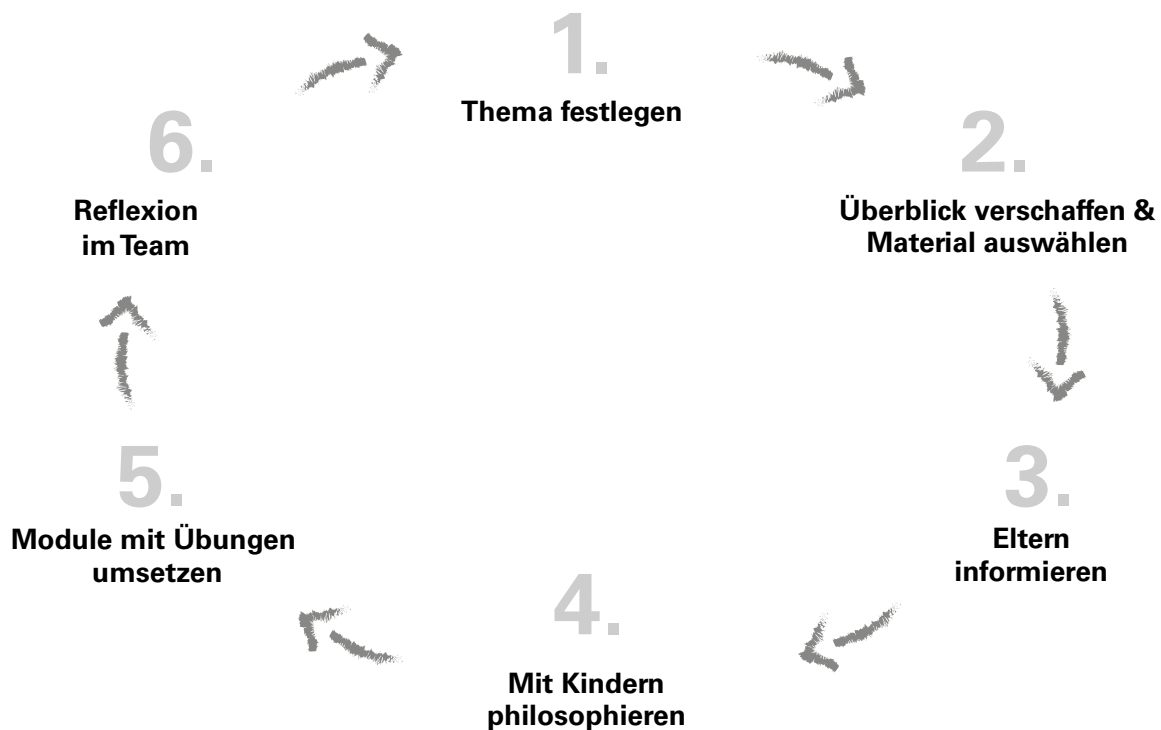 1.
Thema festlegen
2.
Überblick verschaffen &
Material auswählen
3.
Eltern
informieren
4.
Mit Kindern
philosophieren
5.
Module mit Übungen
umsetzen
6.
Reflexion
im Team